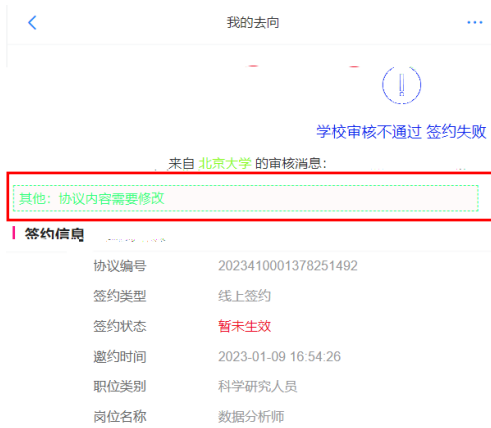 我的去向
学校审核不通过 签约失败
来自 北京大学 的审核消息：
其他：协议内容需要修改
签约信息
协议编号 2023410001378251492
签约类型 线上签约
签约状态 暂未生效
邀约时间 2023-01-09 16:54:26
职位类别 科学研究人员
岗位名称 数据分析师